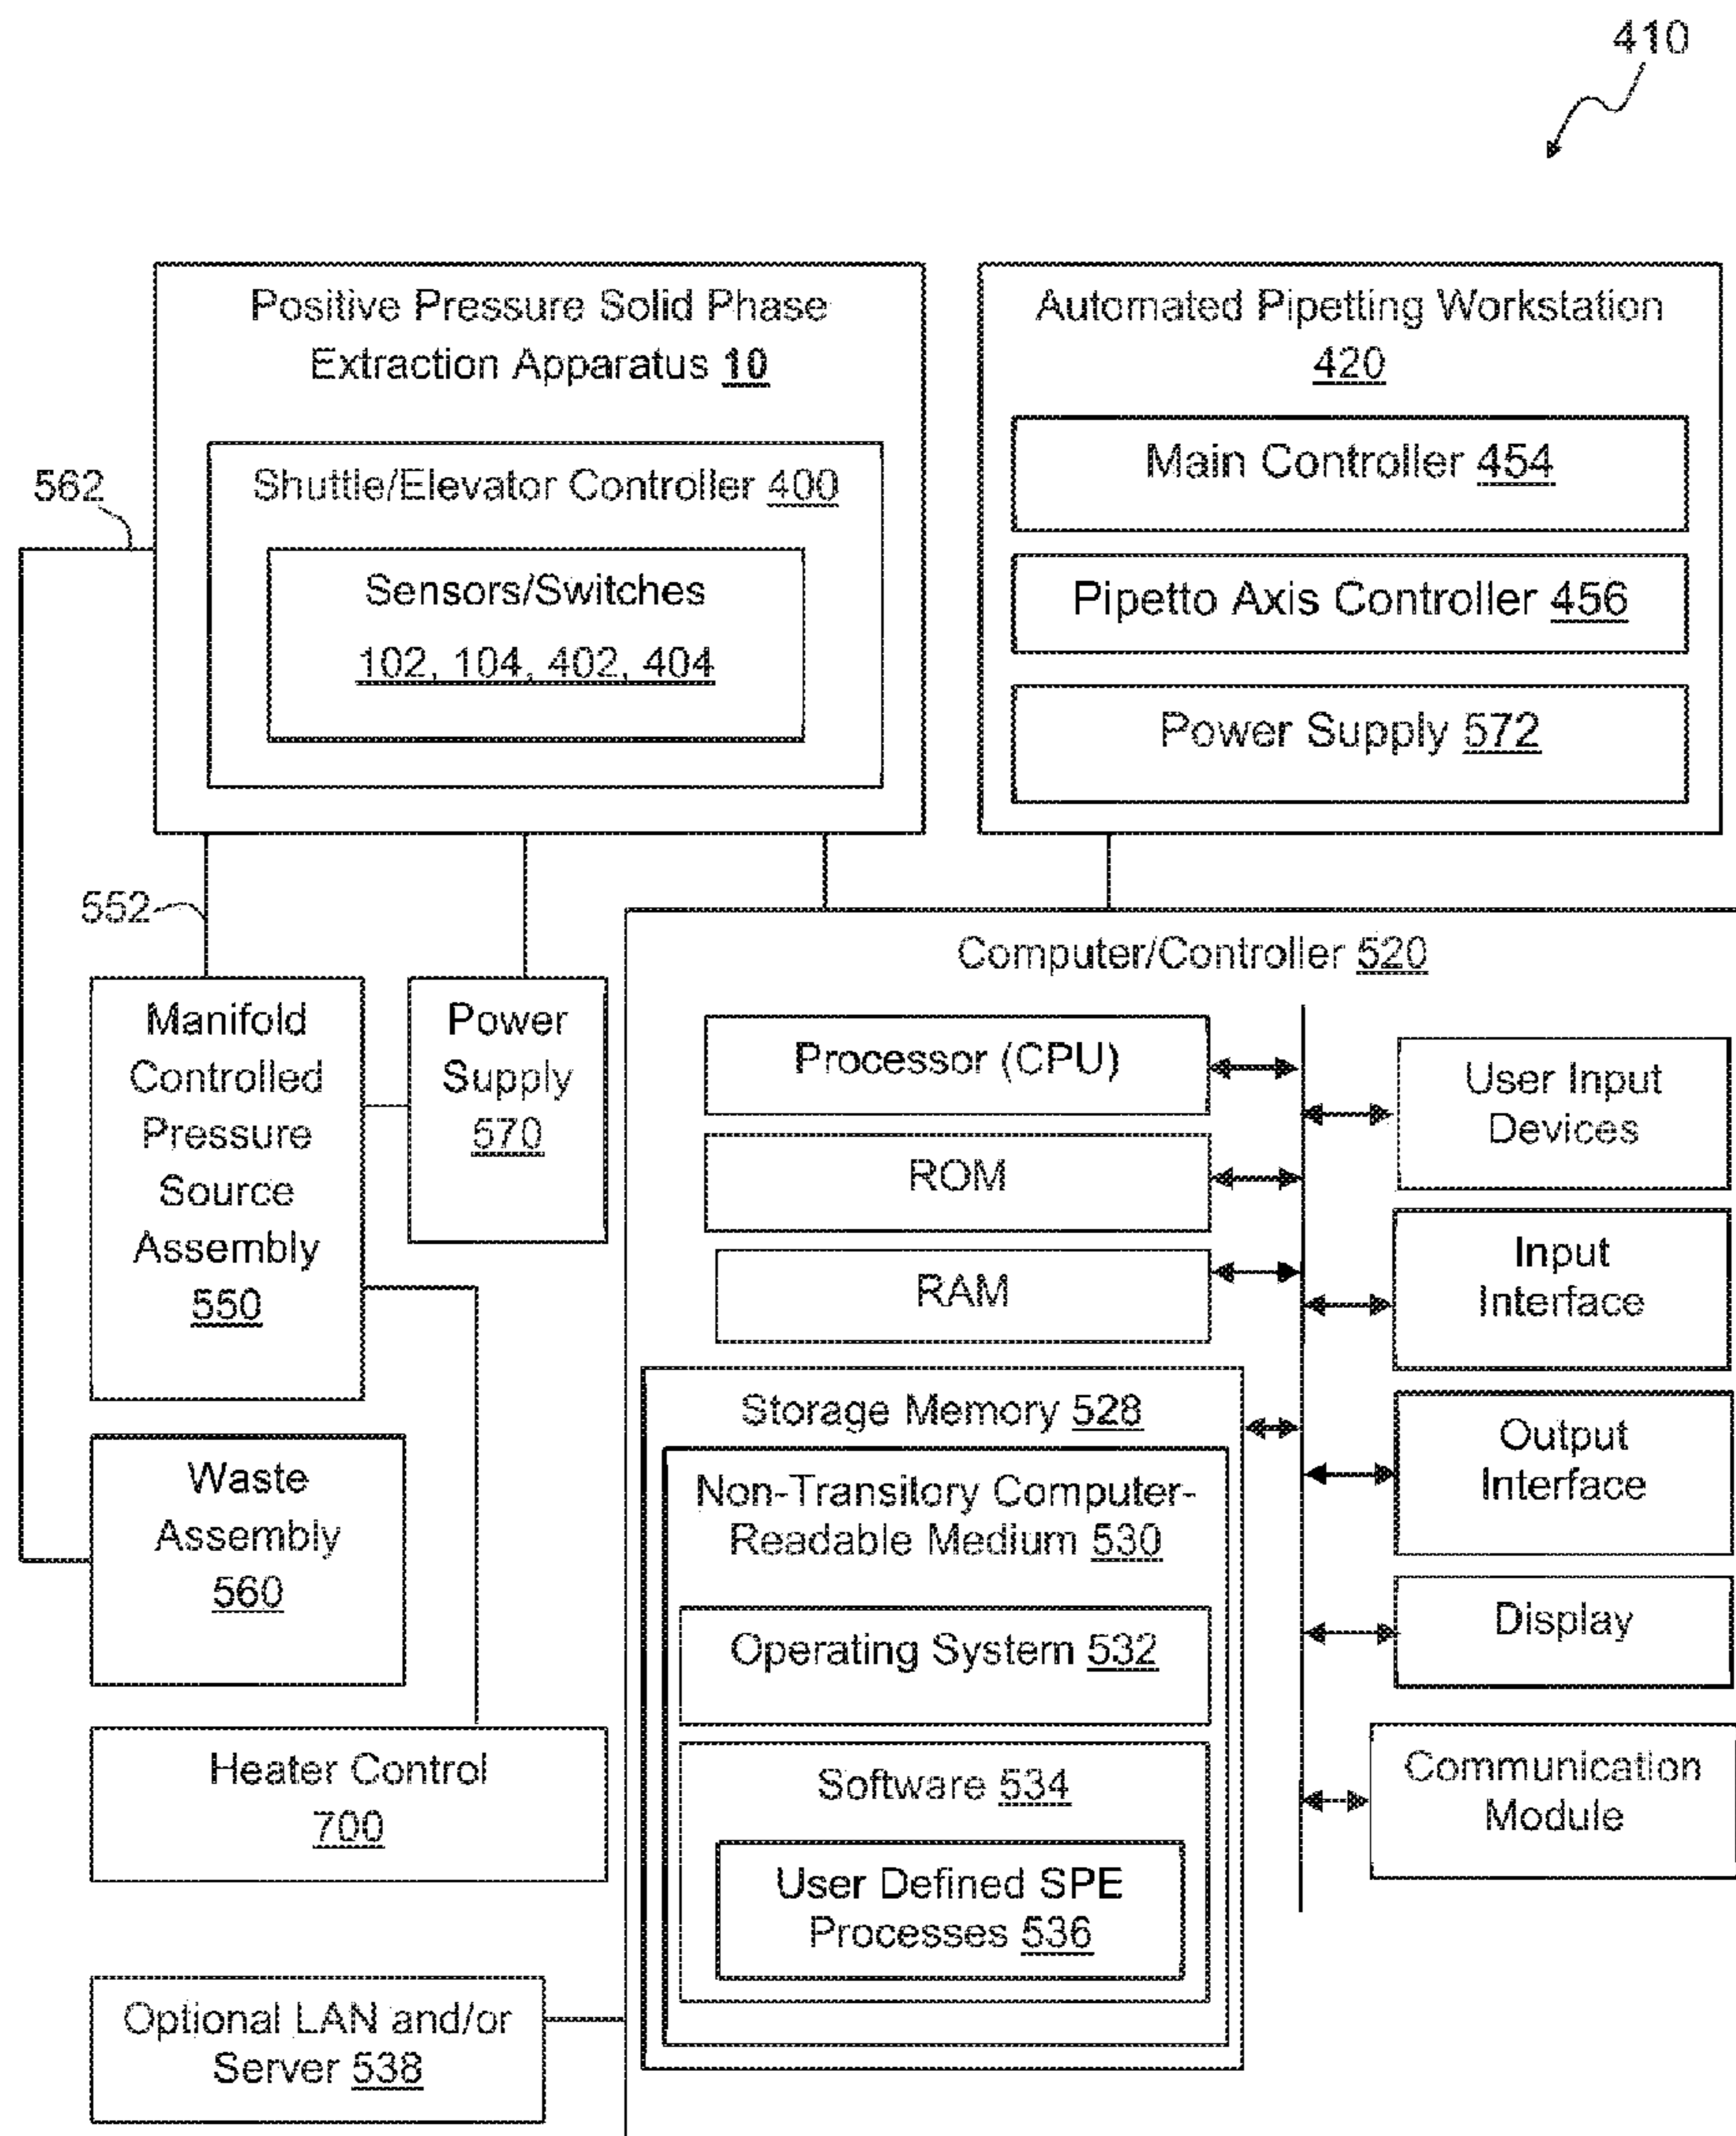 410
Positive Pressure Solid Phase
Extraction Apparatus 10
Shuttle/Elevator Controller 400
Sensors/Switches
102, 104, 402, 404
Automated Pipetting Workstation
420
Main Controller 454
Pipetto Axis Controller 456
Power Supply 572
562
552
Manifold
Controlled
Pressure
Source
Assembly
550
Power
Supply
570
Waste
Assembly
560
Heater Control
700
Optional LAN and/or
Server 538
Computer/Controller 520
Processor (CPU)
ROM
RAM
Storage Memory 528
Non-Transitory Computer-
Readable Medium 530
Operating System 532
Software 534
User Defined SPE
Processes 536
User Input
Devices
Input
Interface
Output
Interface
Display
Communication
Module